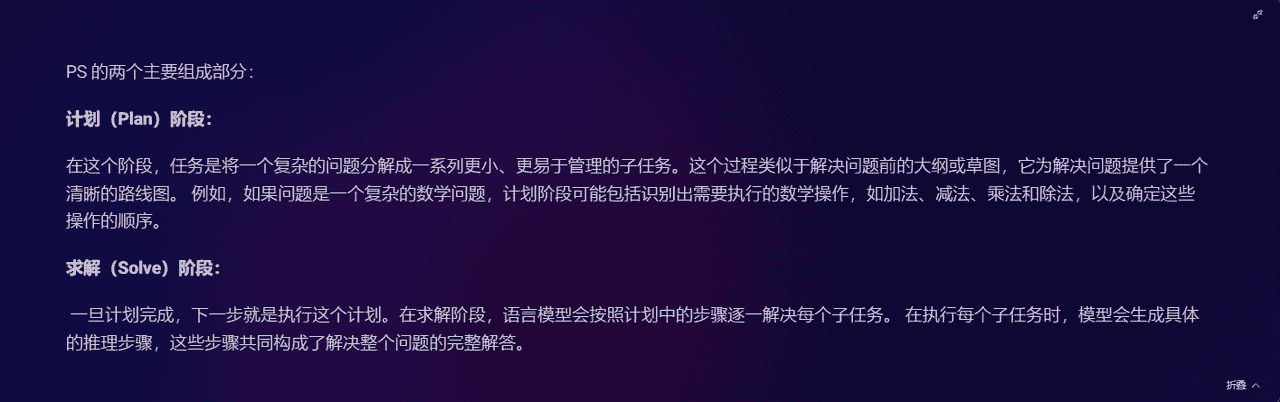 PS 的两个主要组成部分：
计划（Plan）阶段：
在这个阶段，任务是将一个复杂的问题分解成一系列更小、更易于管理的子任务。这个过程类似于解决问题前的大纲或草图，它为解决问题提供了一个
清晰的路线图。 例如，如果问题是一个复杂的数学问题，计划阶段可能包括识别出需要执行的数学操作，如加法、减法、乘法和除法，以及确定这些
操作的顺序。
求解（Solve）阶段：
一旦计划完成，下一步就是执行这个计划。在求解阶段，语言模型会按照计划中的步骤逐一解决每个子任务。 在执行每个子任务时，模型会生成具体
的推理步骤，这些步骤共同构成了解决整个问题的完整解答。
折叠